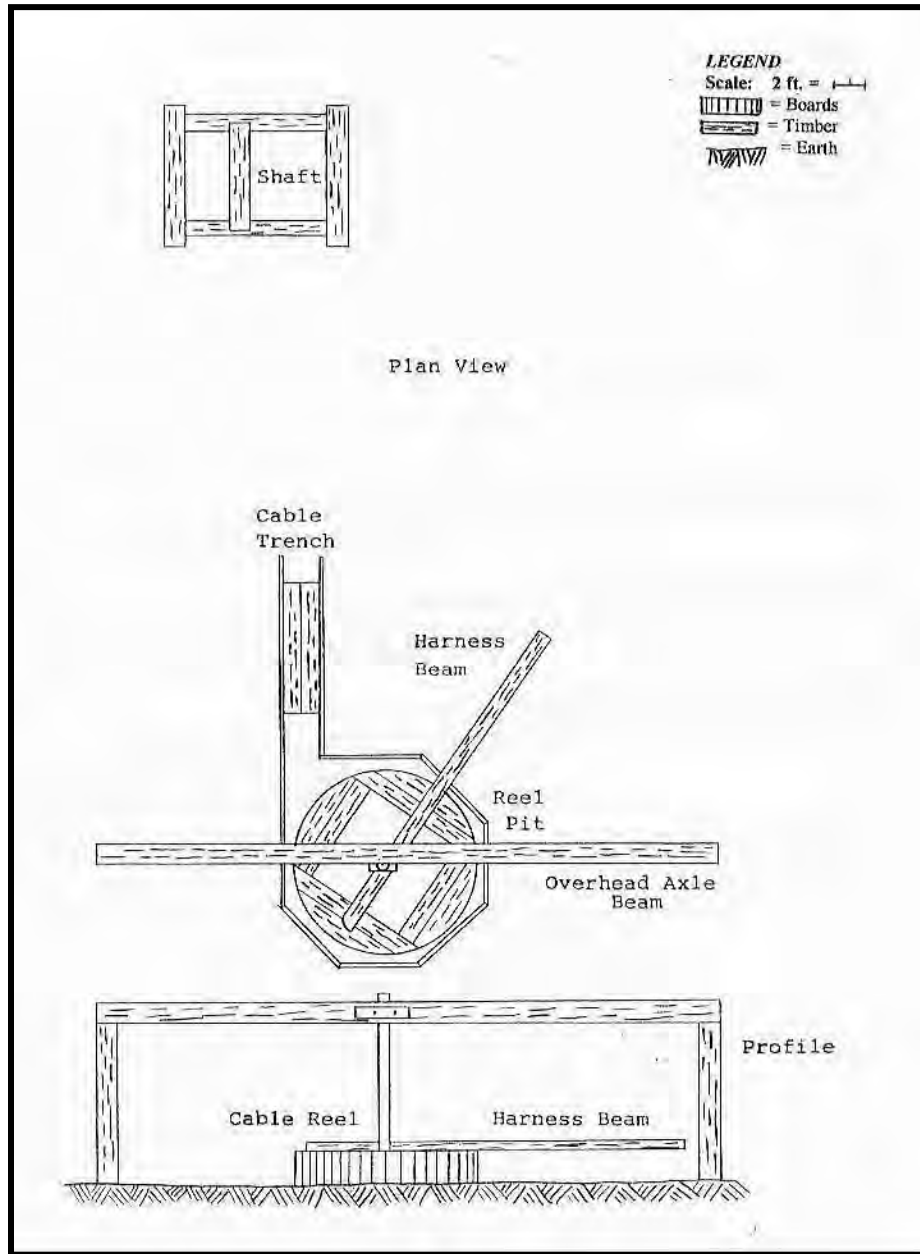 LEGEND
Scale: 2 ft. =
= Boards
= Timber
= Earth
Shaft
Plan View
Cable
Trench
Harness
Beam
Reel
Pit
Overhead Axle
Beam
Profile
Cable Reel
Harness Beam